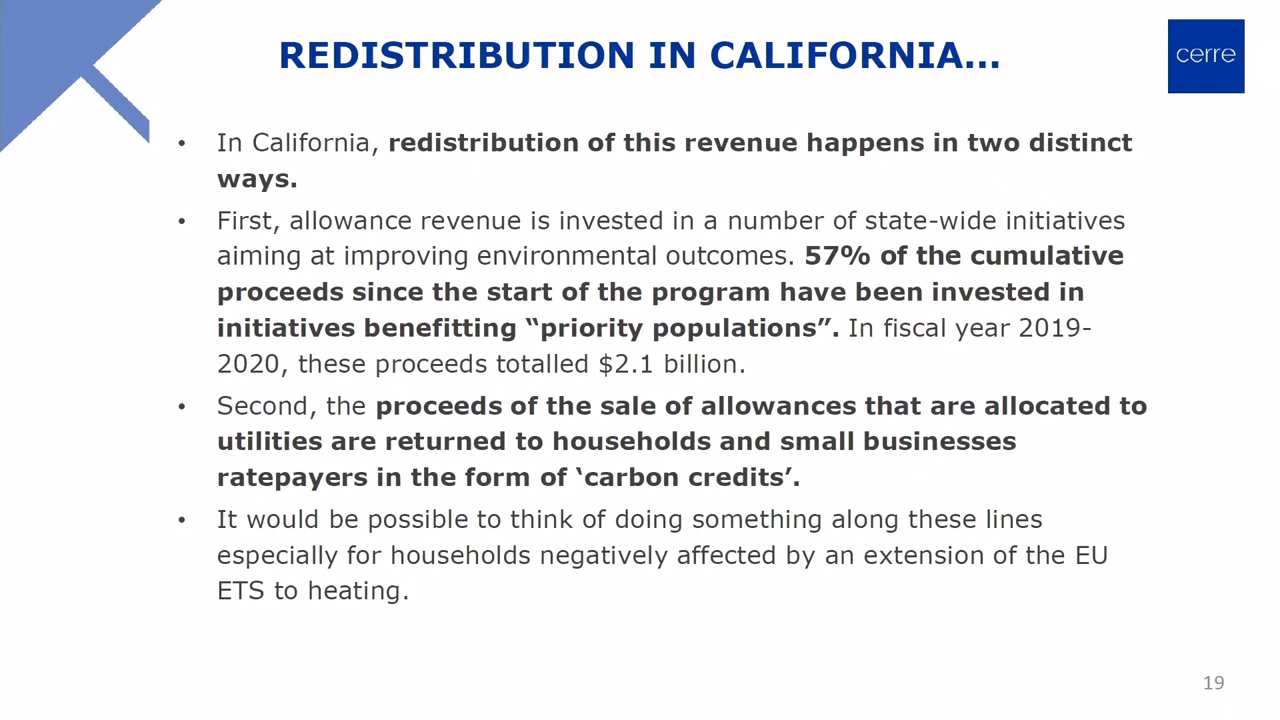 REDISTRIBUTION IN CALIFORNIA...
cerre
• In California, redistribution of this revenue happens in two distinct
ways.
• First, allowance revenue is invested in a number of state-wide initiatives
aiming at improving environmental outcomes. 57% of the cumulative
proceeds since the start of the program have been invested in
initiatives benefitting “priority populations”. In fiscal year 2019-
2020, these proceeds totalled $2.1 billion.
• Second, the proceeds of the sale of allowances that are allocated to
utilities are returned to households and small businesses
ratepayers in the form of ‘carbon credits’.
• It would be possible to think of doing something along these lines
especially for households negatively affected by an extension of the EU
ETS to heating.
19